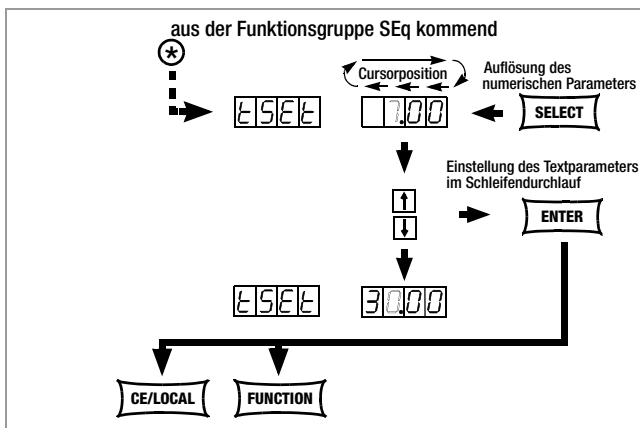 aus der Funktionsgruppe SEq kommend
*
Cursorposition
Auflösung des
numerischen Parameters
tSEt
1.00
SELECT
Einstellung des Textparameters
im Schleifendurchlauf
↑
↓
ENTER
tSEt
30.00
CE/LOCAL
FUNCTION